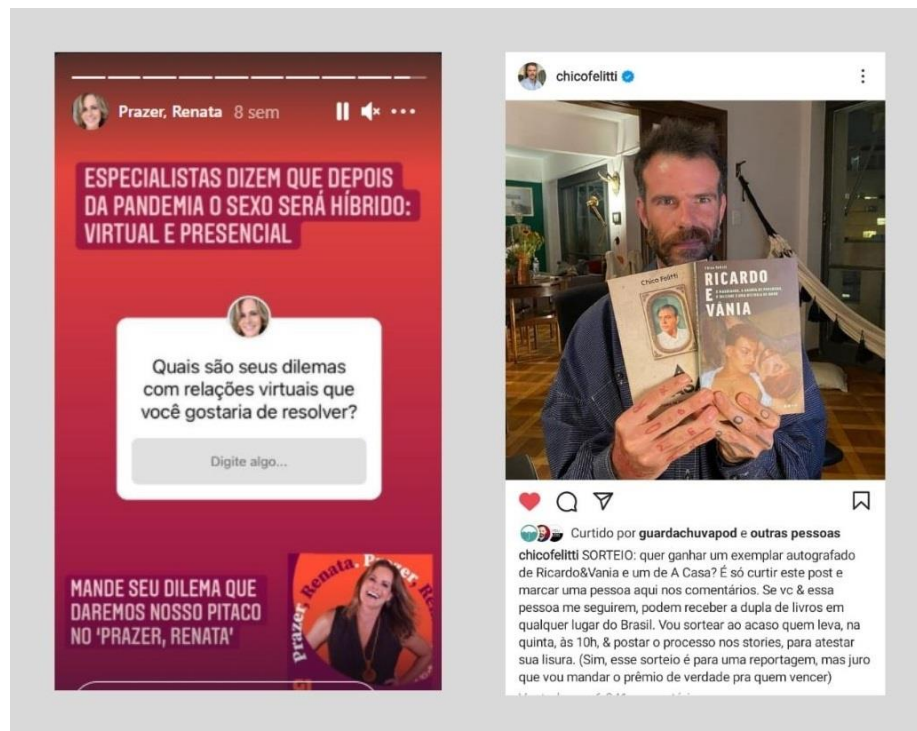 Prazer, Renata 8 sem
ESPECIALISTAS DIZEM QUE DEPOIS
DA PANDEMIA O SEXO SERÁ HÍBRIDO:
VIRTUAL E PRESENCIAL
Quais são seus dilemas
com relações virtuais que
você gostaria de resolver?
Digite algo...
MANDE SEU DILEMA QUE
DAREMOS NOSSO PITACO
NO 'PRAZER, RENATA'
Prazer, Renata.
chicofelitti
Chico Felitti
A
RICARDO
E
VÂNIA
Curtido por guardachuvapod e outras pessoas
chicofelitti SORTEIO: quer ganhar um exemplar autografado
de Ricardo&Vania e um de A Casa? É só curtir este post e
marcar uma pessoa aqui nos comentários. Se vc & essa
pessoa me seguirem, podem receber a dupla de livros em
qualquer lugar do Brasil. Vou sortear ao acaso quem leva, na
quinta, às 10h, & postar o processo nos stories, para atestar
sua lisura. (Sim, esse sorteio é para uma reportagem, mas juro
que vou mandar o prêmio de verdade pra quem vencer)